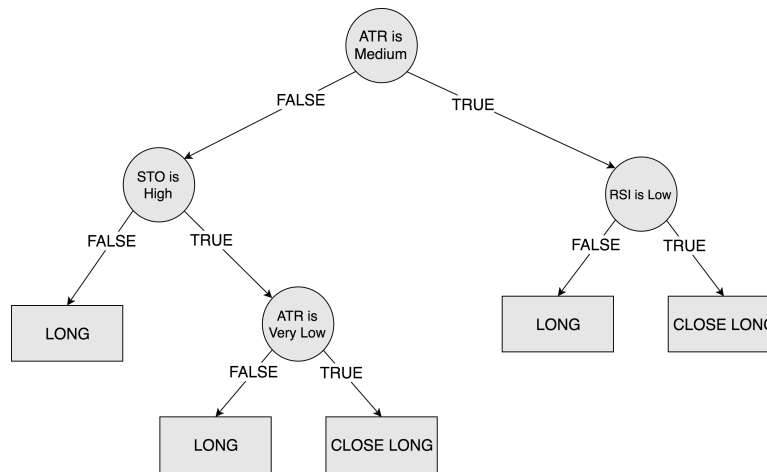 ATR is
Medium
FALSE
TRUE
STO is
High
RSI is Low
FALSE
TRUE
FALSE
TRUE
LONG
ATR is
Very Low
LONG
CLOSE LONG
FALSE
TRUE
LONG
CLOSE LONG